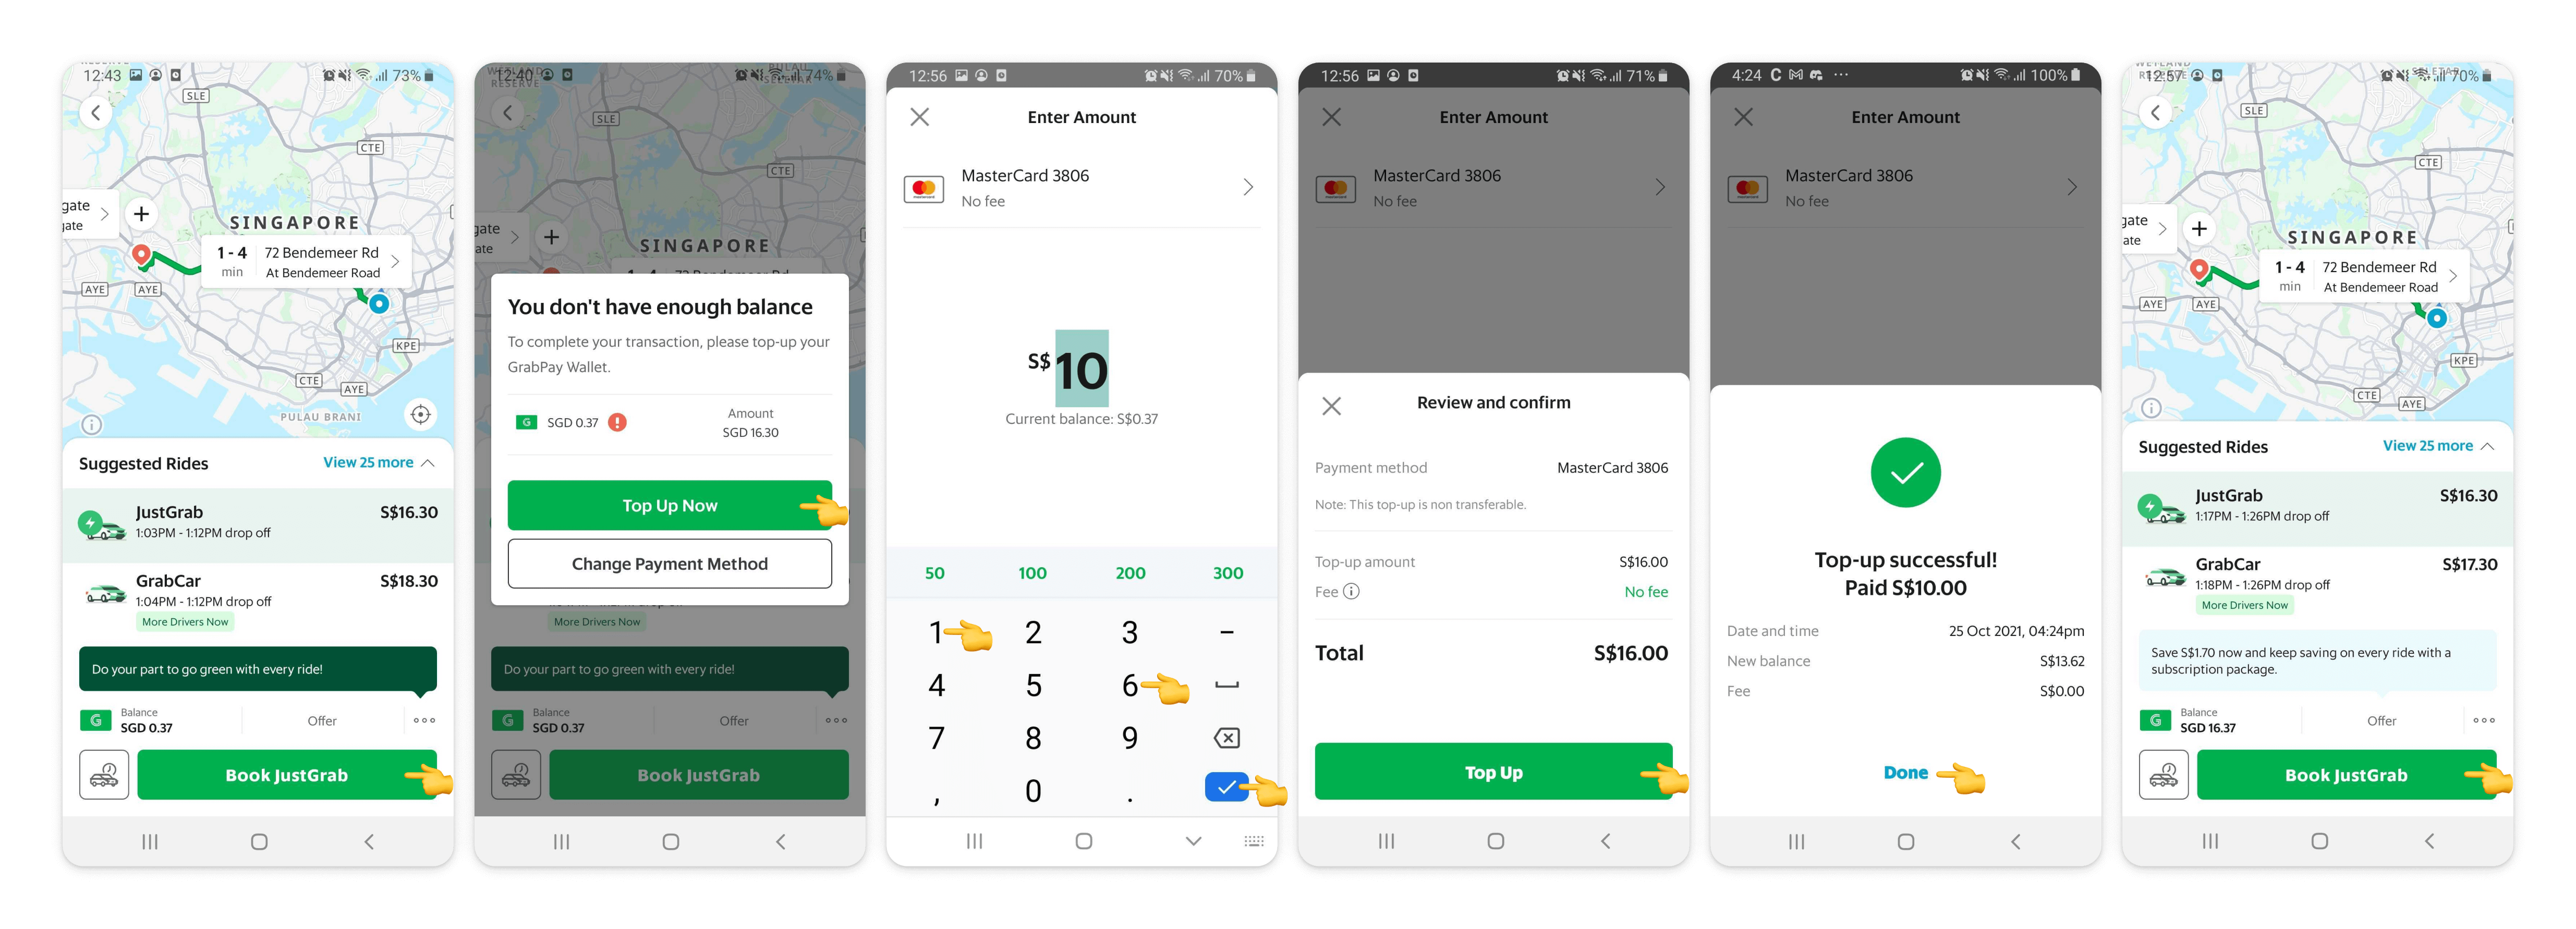 12:43
73%
SLE
CTE
gate
gate
SINGAPORE
1 - 4
min
72 Bendemeer Rd
At Bendemeer Road
AYE
AYE
KPE
CTE
AYE
PULAU BRANI
Suggested Rides
View 25 more
JustGrab
S$16.30
1:03PM - 1:12PM drop off
GrabCar
S$18.30
1:04PM - 1:12PM drop off
More Drivers Now
Do your part to go green with every ride!
Balance
SGD 0.37
Offer
Book JustGrab
WETLAND
RESERVE
12:40
74%
SLE
CTE
gate
ate
SINGAPORE
You don't have enough balance
To complete your transaction, please top-up your
GrabPay Wallet.
SGD 0.37
Amount
SGD 16.30
Top Up Now
Change Payment Method
More Drivers Now
Do your part to go green with every ride!
Balance
SGD 0.37
Offer
Book JustGrab
12:56
70%
Enter Amount
MasterCard 3806
No fee
S$10
Current balance: S$0.37
50 100 200 300
1 2 3 -
4 5 6
7 8 9
, 0 .
12:56
71%
Enter Amount
MasterCard 3806
No fee
Review and confirm
Payment method MasterCard 3806
Note: This top-up is non transferable.
Top-up amount S$16.00
Fee No fee
Total S$16.00
Top Up
4:24
100%
Enter Amount
MasterCard 3806
No fee
Top-up successful!
Paid S$10.00
Date and time 25 Oct 2021, 04:24pm
New balance S$13.62
Fee S$0.00
Done
12:57
70%
SLE
CTE
gate
ate
SINGAPORE
1 - 4
min
72 Bendemeer Rd
At Bendemeer Road
AYE
AYE
KPE
CTE
AYE
Suggested Rides
View 25 more
JustGrab
S$16.30
1:17PM - 1:26PM drop off
GrabCar
S$17.30
1:18PM - 1:26PM drop off
More Drivers Now
Save S$1.70 now and keep saving on every ride with a
subscription package.
Balance
SGD 16.37
Offer
Book JustGrab